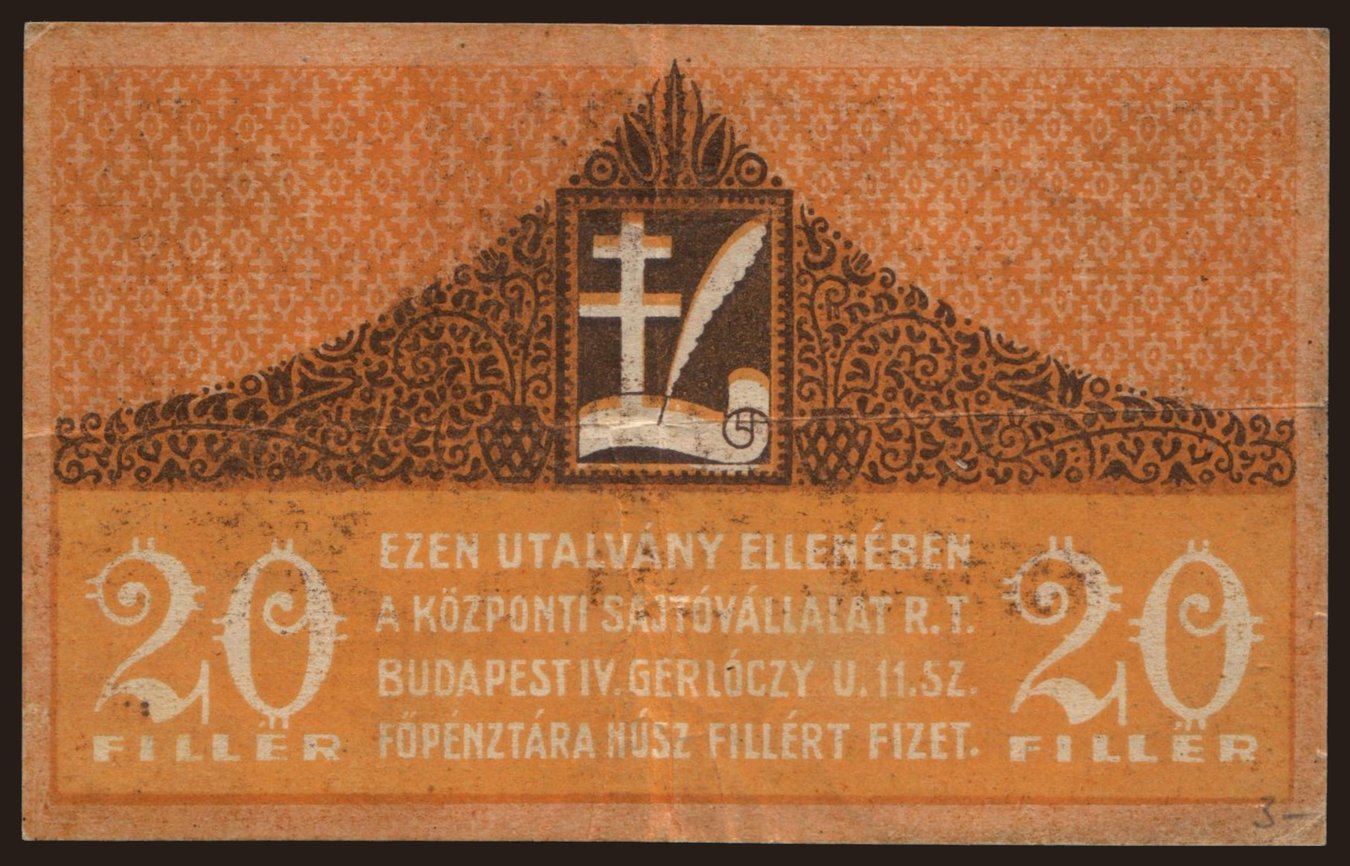 EZEN UTALVÁNY ELLENÉBEN
A KÖZPONTI SAJTÓVÁLLALAT R.T.
BUDAPEST IV. GERLÓCZY U. 11. SZ.
FŐPÉNZTÁRA HÚSZ FILLÉRT FIZET.
20
FILLÉR
20
FILLÉR
3-